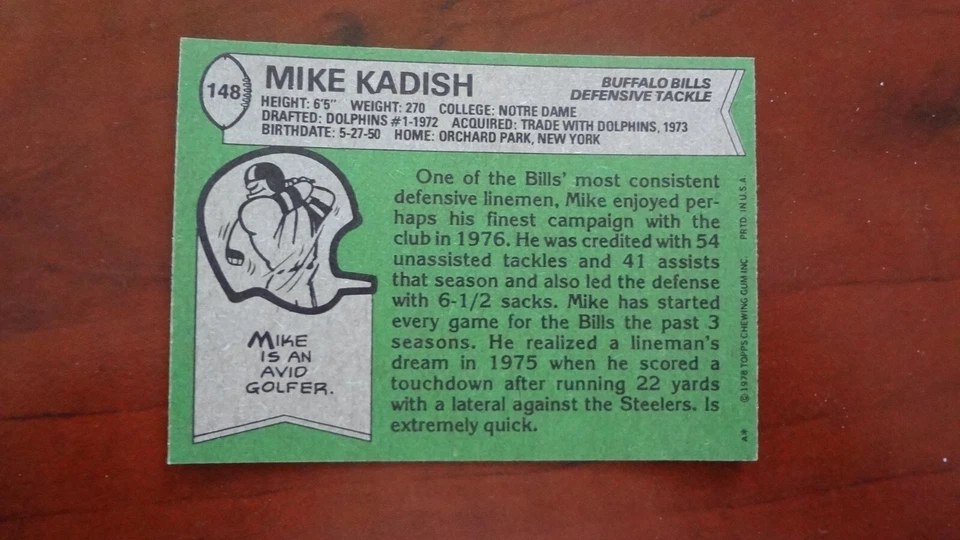 148
MIKE KADISH
BUFFALO BILLS
DEFENSIVE TACKLE
HEIGHT: 6'5" WEIGHT: 270 COLLEGE: NOTRE DAME
DRAFTED: DOLPHINS #1-1972 ACQUIRED: TRADE WITH DOLPHINS, 1973
BIRTHDATE: 5-27-50 HOME: ORCHARD PARK, NEW YORK
MIKE
IS AN
AVID
GOLFER.
One of the Bills' most consistent
defensive linemen, Mike enjoyed per-
haps his finest campaign with the
club in 1976. He was credited with 54
unassisted tackles and 41 assists
that season and also led the defense
with 6-1/2 sacks. Mike has started
every game for the Bills the past 3
seasons. He realized a lineman's
dream in 1975 when he scored a
touchdown after running 22 yards
with a lateral against the Steelers. Is
extremely quick.
A* © 1978 TOPPS CHEWING GUM INC. PRTD. IN U.S.A.